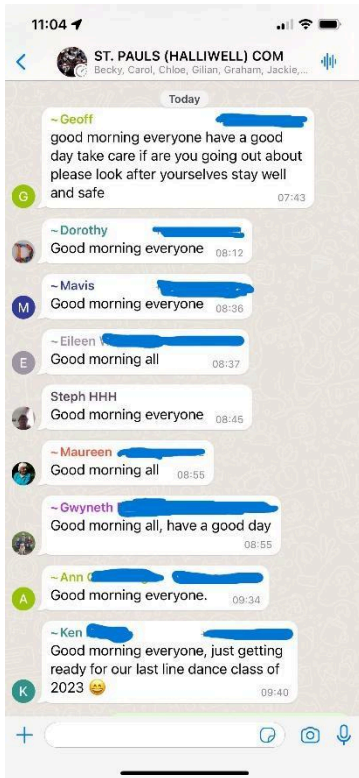 11:04
ST. PAULS (HALLIWELL) COM
Becky, Carol, Chloe, Gilian, Graham, Jackie,...
Today
~Geoff
good morning everyone have a good
day take care if are you going out about
please look after yourselves stay well
and safe
07:43
G
~Dorothy
Good morning everyone 08:12
~Mavis
Good morning everyone 08:36
M
~Eileen
Good morning all 08:37
E
Steph HHH
Good morning everyone 08:45
~Maureen
Good morning all 08:55
~Gwyneth
Good morning all, have a good day
08:55
~Ann
Good morning everyone. 09:34
A
~Ken
Good morning everyone, just getting
ready for our last line dance class of
2023 😄
09:40
K